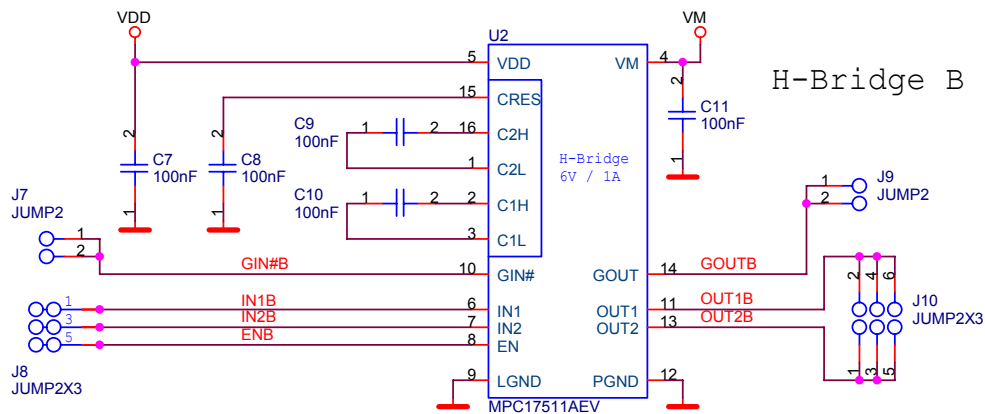 VDD
VM
U2
H-Bridge B
5 VDD
VM 4
15 CRES
16 C2H
1 C2L
2 C1H
3 C1L
10 GIN#
6 IN1
7 IN2
8 EN
9 LGND
GOUT 14
OUT1 11
OUT2 13
PGND 12
H-Bridge
6V / 1A
MPC17511AEV
2
C7
100nF
1
2
C8
100nF
1
C9
100nF
1 2
C10
100nF
1 2
2
C11
100nF
1
J7
JUMP2
1
2
GIN#B
1
3
5
IN1B
IN2B
ENB
J8
JUMP2X3
J9
JUMP2
1
2
GOUTB
OUT1B
OUT2B
2 4 6
J10
JUMP2X3
1 3 5